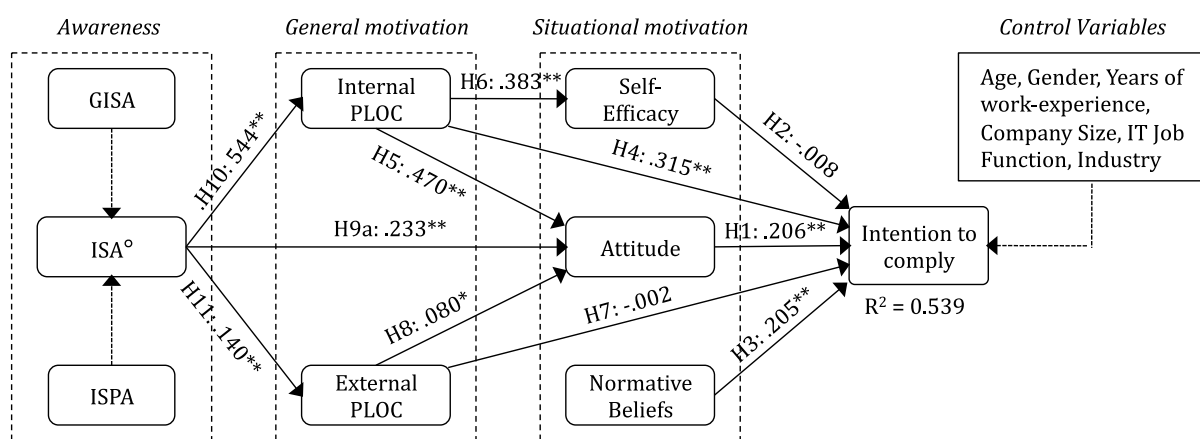 Awareness
General motivation
Situational motivation
Control Variables
GISA
ISA°
ISPA
.H10: 544**
H11: .140**
Internal
PLOC
External
PLOC
H6: .383**
H5: .470**
H4: .315**
H9a: .233**
H8: .080*
H7: -.002
Self-
Efficacy
Attitude
Normative
Beliefs
H2: -.008
H1: .206**
H3: .205**
Intention to
comply
R² = 0.539
Age, Gender, Years of
work-experience,
Company Size, IT Job
Function, Industry